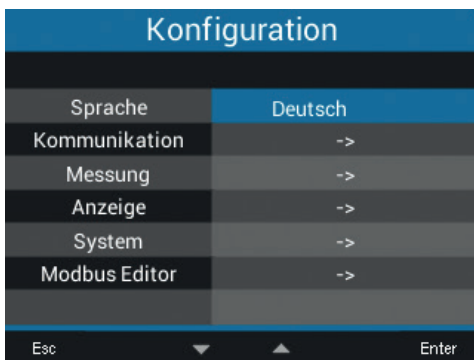 Konfiguration
Sprache Deutsch
Kommunikation ->
Messung ->
Anzeige ->
System ->
Modbus Editor ->
Esc Enter